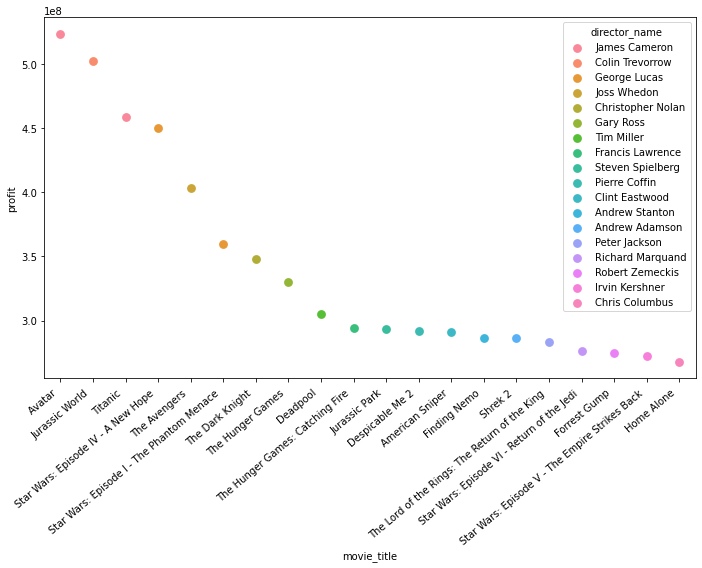 1e8
5.0
4.5
4.0
3.5
3.0
profit
director_name
James Cameron
Colin Trevorrow
George Lucas
Joss Whedon
Christopher Nolan
Gary Ross
Tim Miller
Francis Lawrence
Steven Spielberg
Pierre Coffin
Clint Eastwood
Andrew Stanton
Andrew Adamson
Peter Jackson
Richard Marquand
Robert Zemeckis
Irvin Kershner
Chris Columbus
Avatar
Jurassic World
Titanic
Star Wars: Episode IV - A New Hope
The Avengers
Star Wars: Episode I - The Phantom Menace
The Dark Knight
The Hunger Games
Deadpool
The Hunger Games: Catching Fire
Jurassic Park
Despicable Me 2
American Sniper
Finding Nemo
Shrek 2
The Lord of the Rings: The Return of the King
Star Wars: Episode VI - Return of the Jedi
Forrest Gump
Star Wars: Episode V - The Empire Strikes Back
Home Alone
movie_title